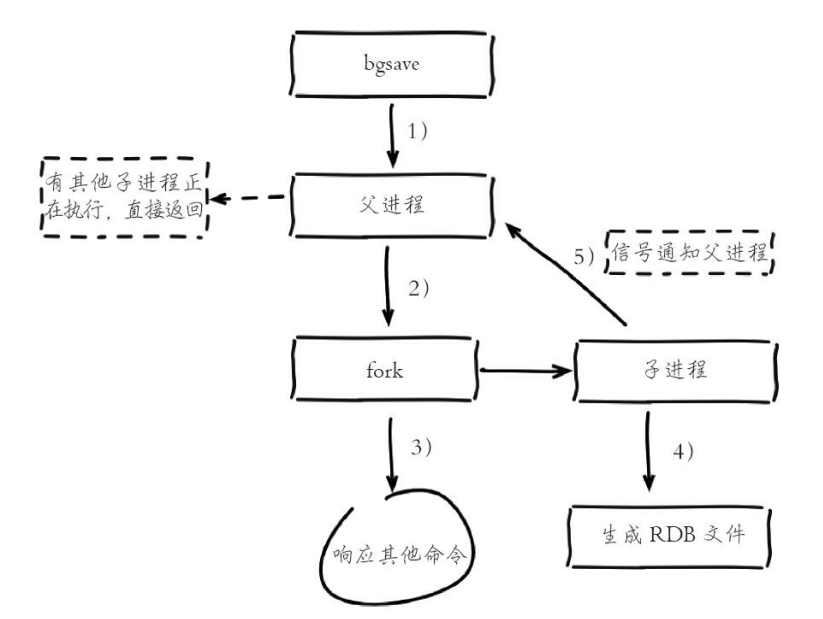 bgsave
1)
有其他子进程正
在执行，直接返回
父进程
5)
信号通知父进程
2)
fork
子进程
3)
4)
响应其他命令
生成 RDB 文件